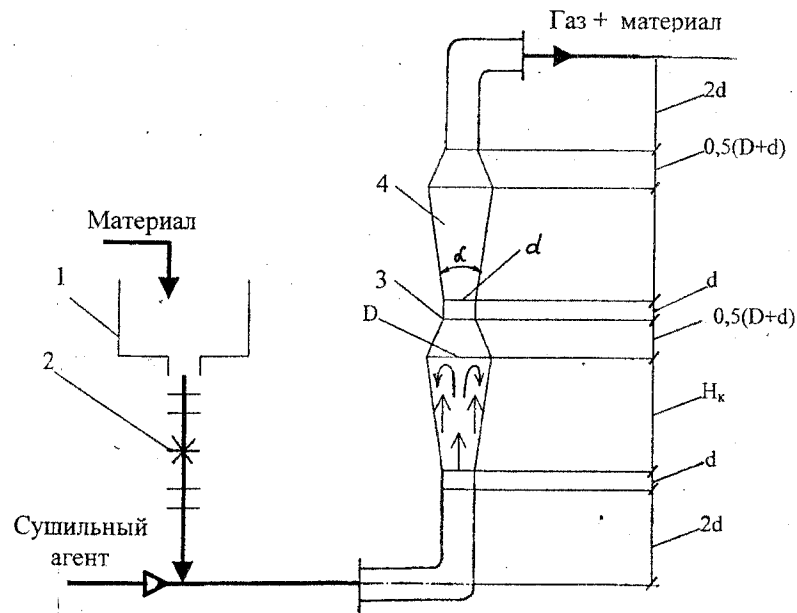 Газ + материал
2d
0,5(D+d)
4
Материал
α
d
1
3
d
D
0,5(D+d)
2
Hк
d
Сушильный
агент
2d